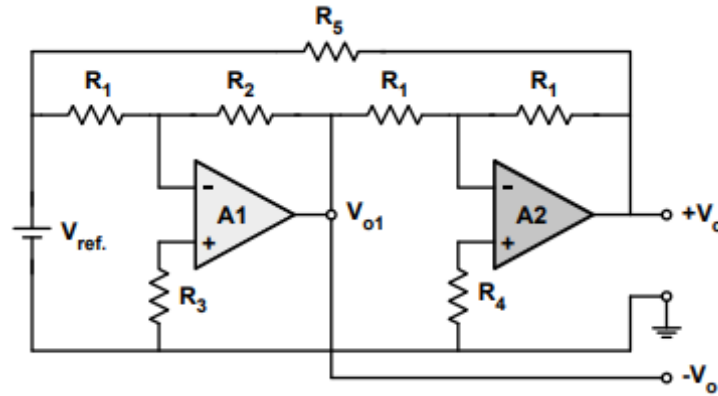 R5
R1 R2 R1 R1
- -
A1 Vo1 A2 +Vo
Vref.
+ +
R3 R4
-Vo